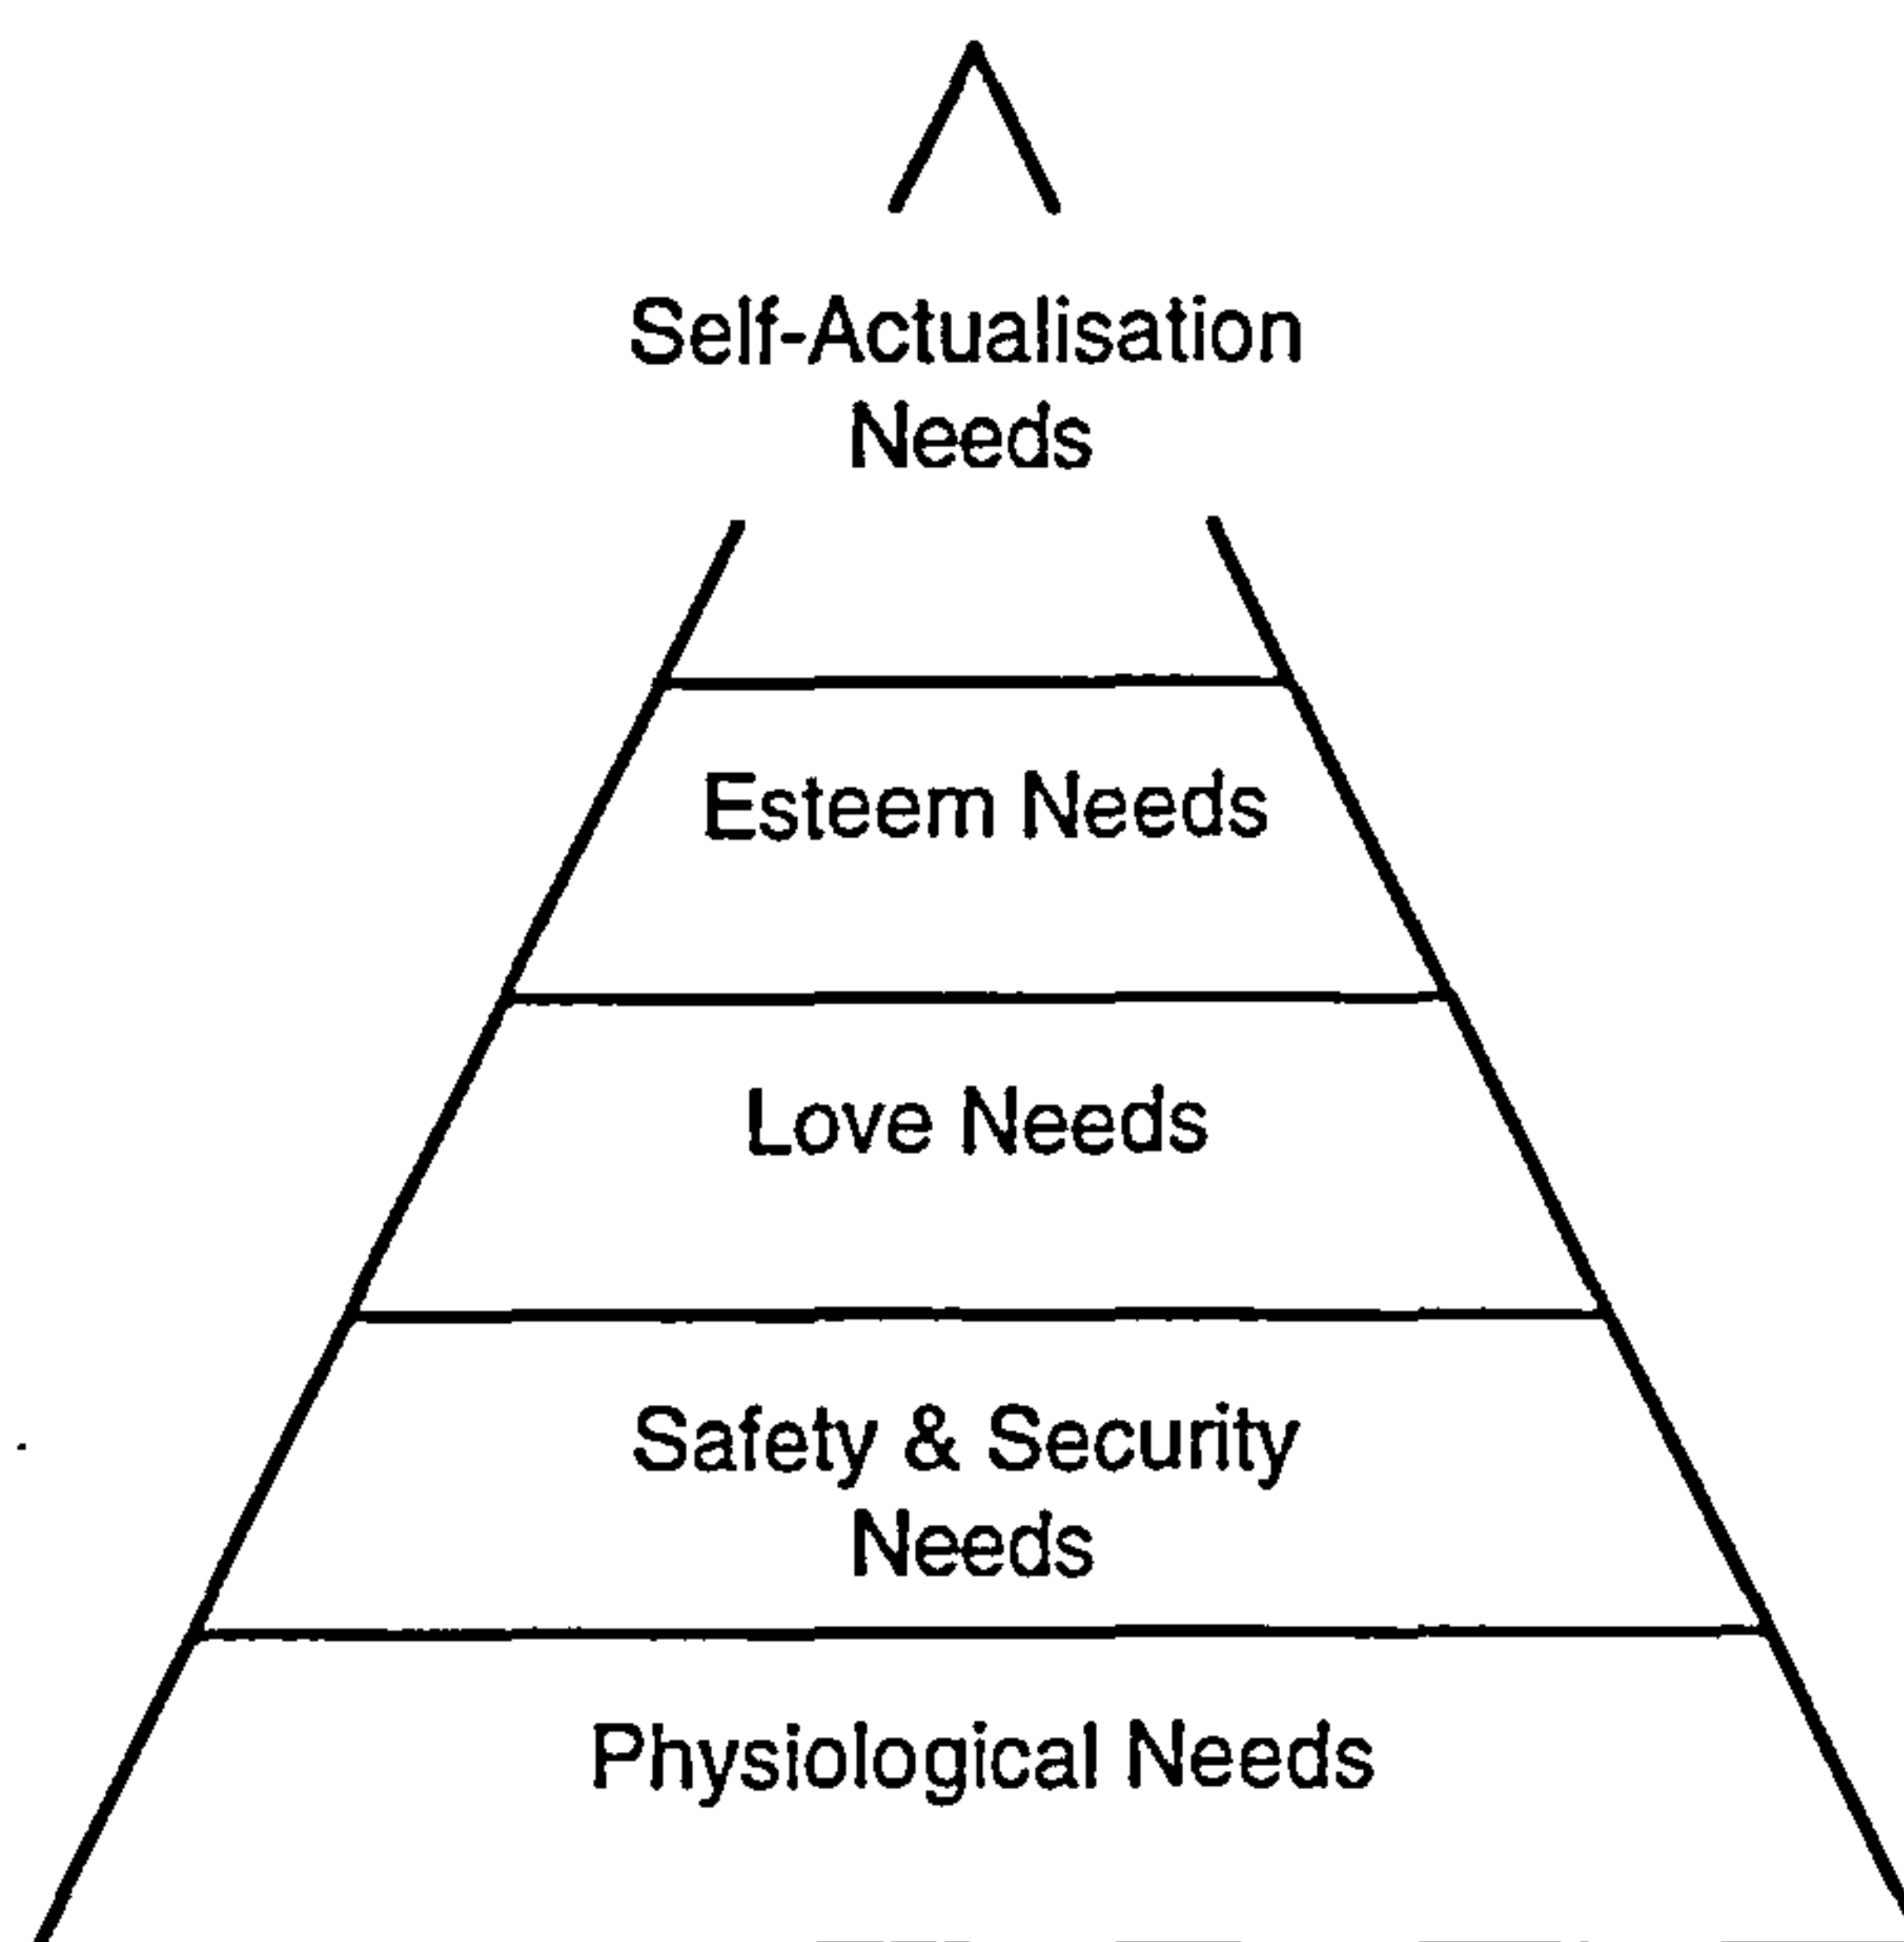 Self-Actualisation
Needs
Esteem Needs
Love Needs
Safety & Security
Needs
Physiological Needs